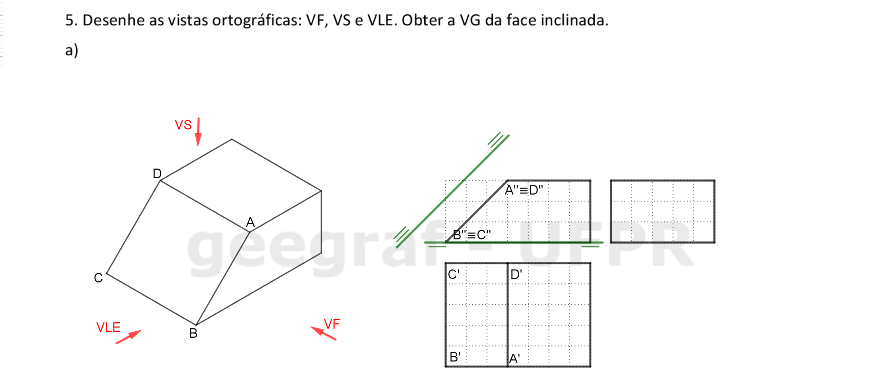 5. Desenhe as vistas ortográficas: VF, VS e VLE. Obter a VG da face inclinada.
a)
VS
D
A
C
B
VLE
VF
A"≡D"
B"≡C"
C' D'
B' A'
geegraf - UFPR